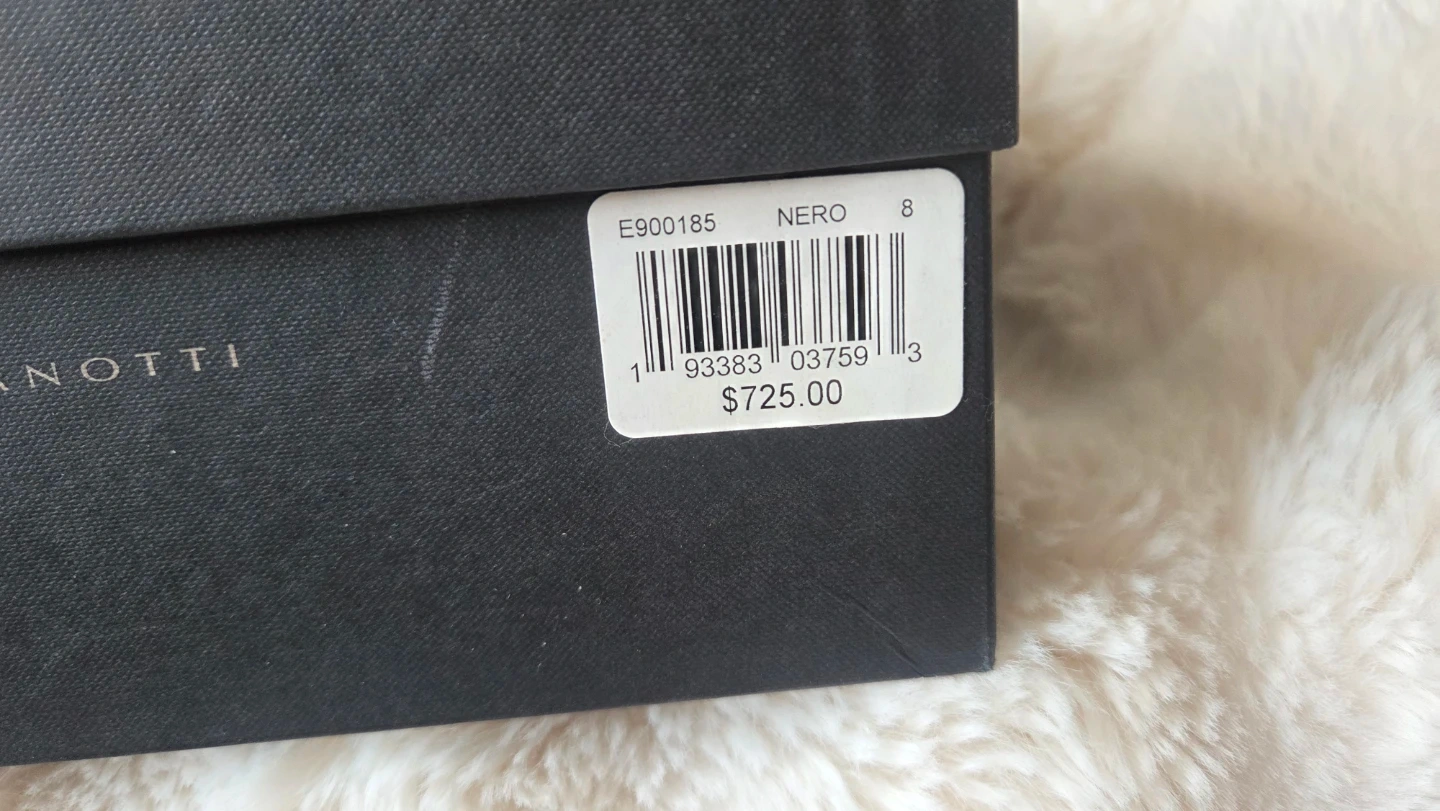 E900185 NERO 8
1 93383 03759 3
$725.00
ANOTTI